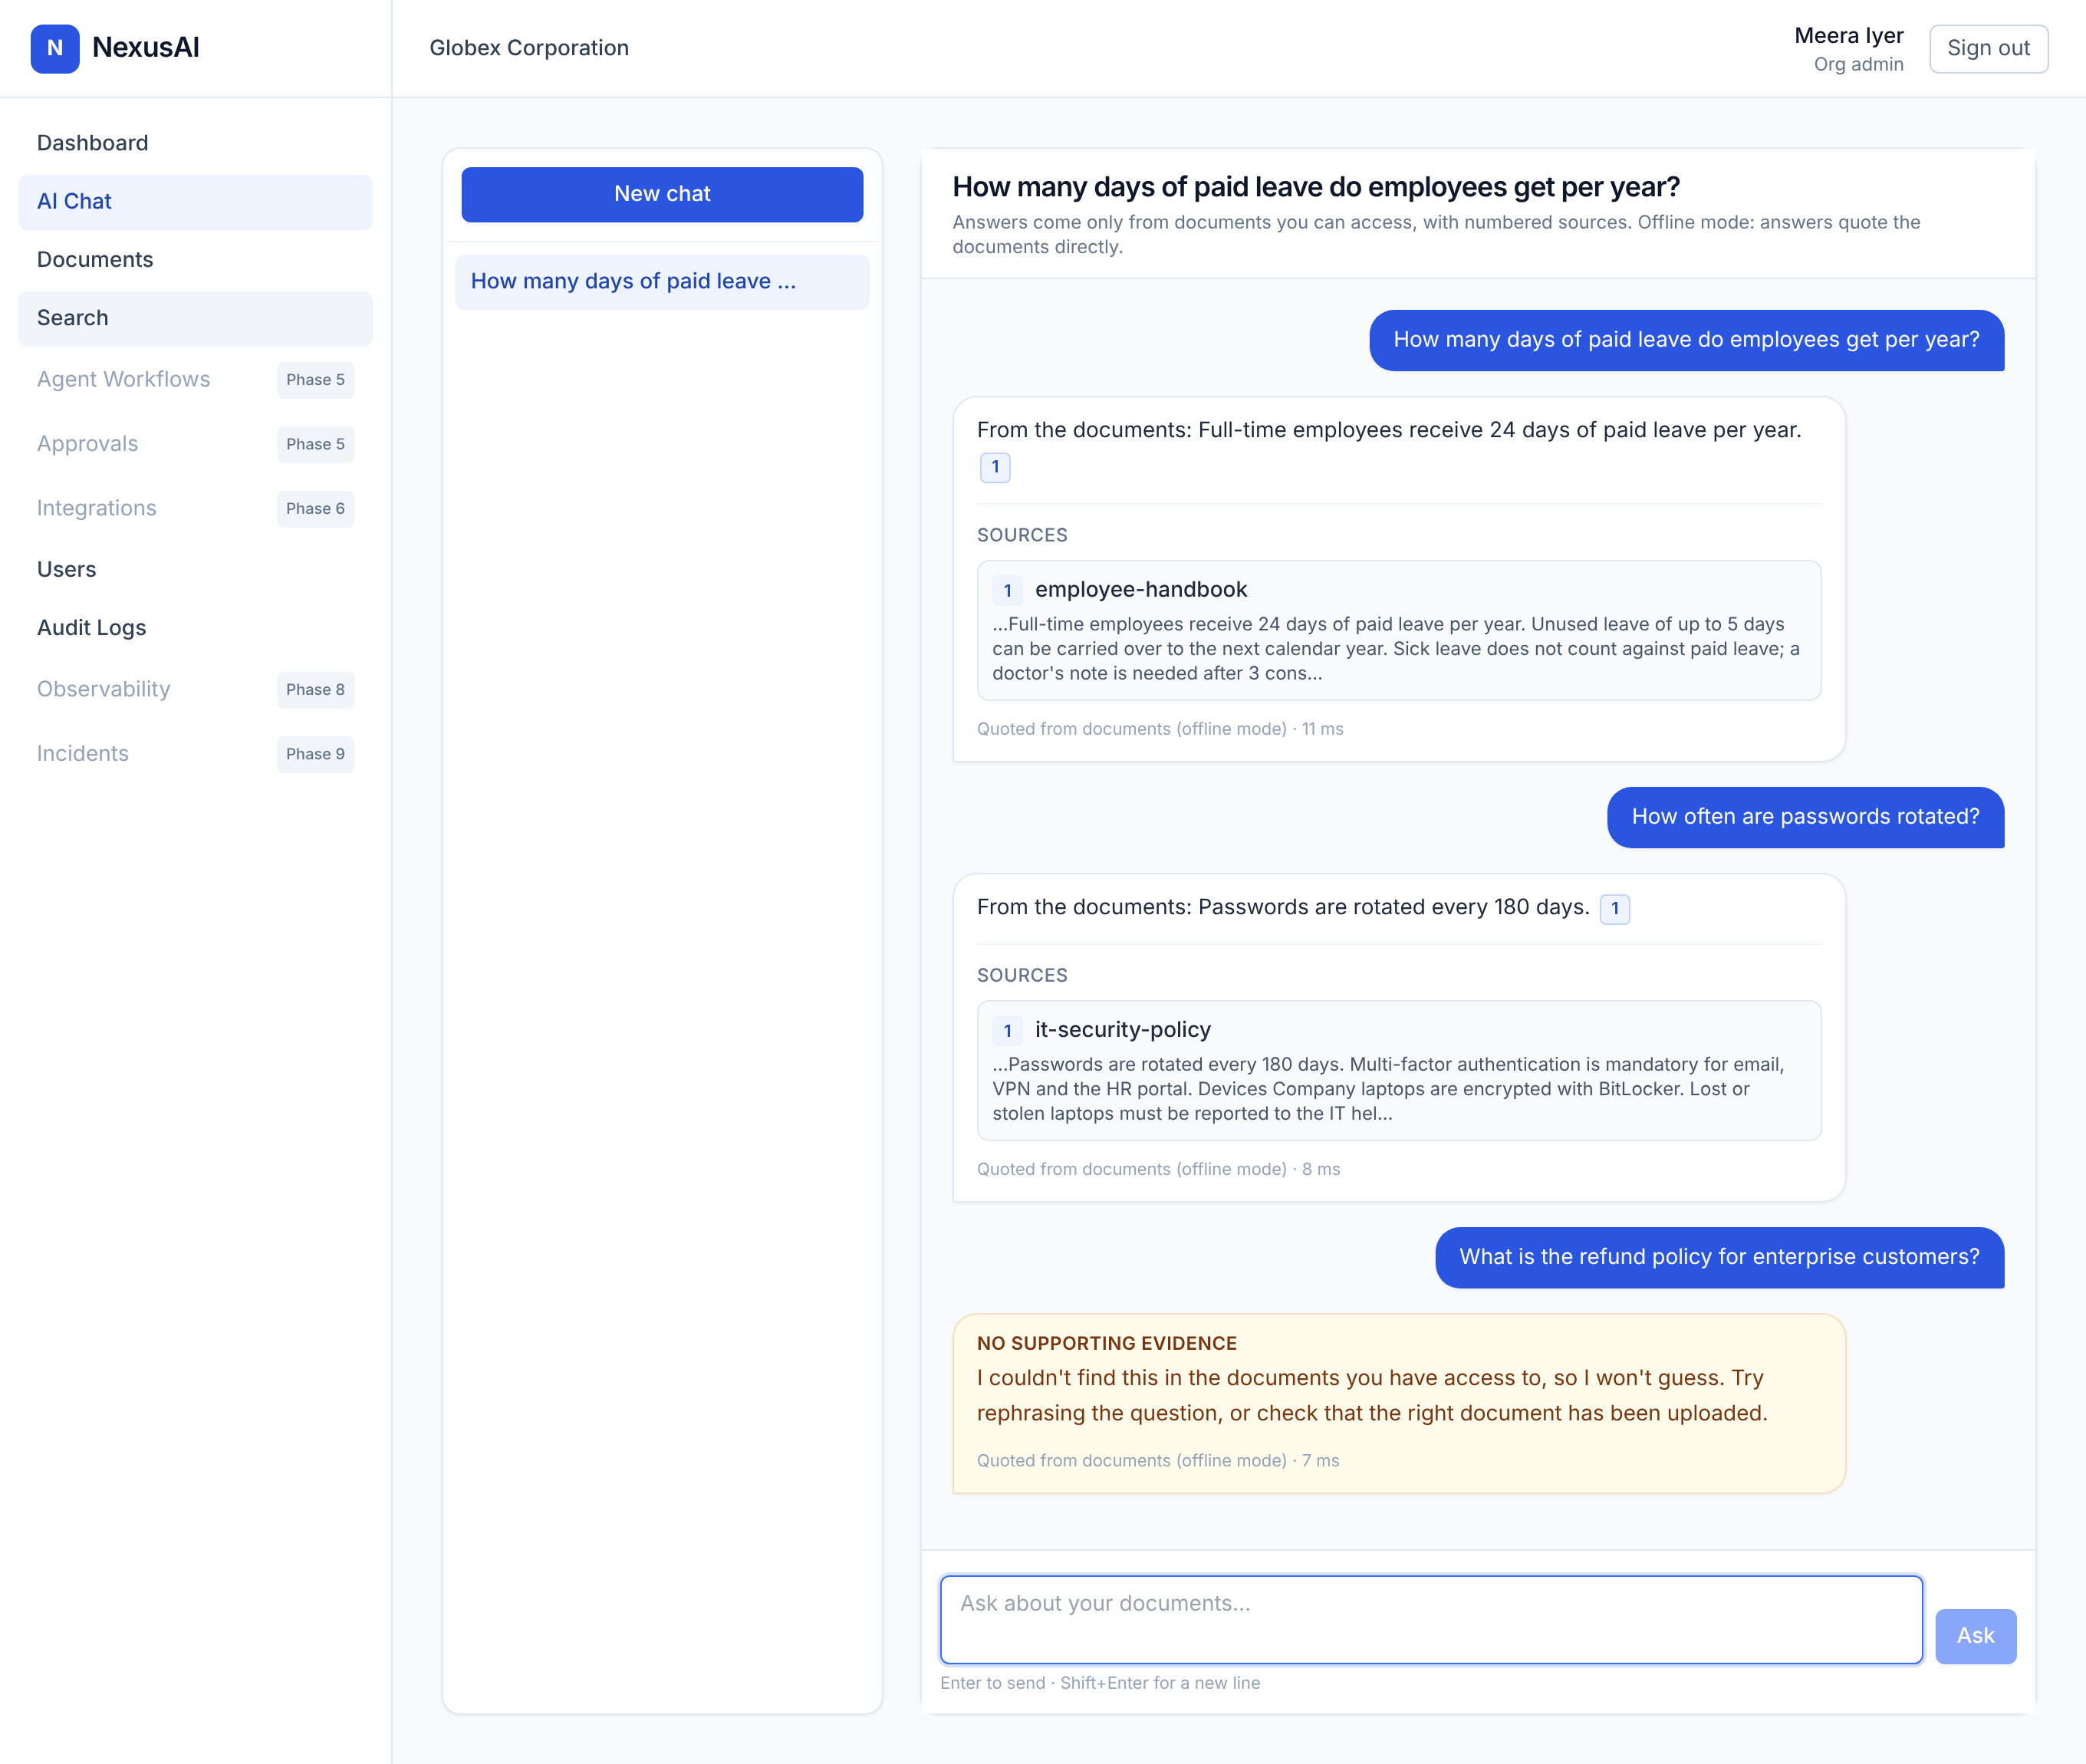 N NexusAI
Globex Corporation
Meera Iyer
Org admin
Sign out
Dashboard
AI Chat
Documents
Search
Agent Workflows Phase 5
Approvals Phase 5
Integrations Phase 6
Users
Audit Logs
Observability Phase 8
Incidents Phase 9
New chat
How many days of paid leave ...
How many days of paid leave do employees get per year?
Answers come only from documents you can access, with numbered sources. Offline mode: answers quote the
documents directly.
How many days of paid leave do employees get per year?
From the documents: Full-time employees receive 24 days of paid leave per year.
1
SOURCES
1 employee-handbook
...Full-time employees receive 24 days of paid leave per year. Unused leave of up to 5 days
can be carried over to the next calendar year. Sick leave does not count against paid leave; a
doctor's note is needed after 3 cons...
Quoted from documents (offline mode) · 11 ms
How often are passwords rotated?
From the documents: Passwords are rotated every 180 days. 1
SOURCES
1 it-security-policy
...Passwords are rotated every 180 days. Multi-factor authentication is mandatory for email,
VPN and the HR portal. Devices Company laptops are encrypted with BitLocker. Lost or
stolen laptops must be reported to the IT hel...
Quoted from documents (offline mode) · 8 ms
What is the refund policy for enterprise customers?
NO SUPPORTING EVIDENCE
I couldn't find this in the documents you have access to, so I won't guess. Try
rephrasing the question, or check that the right document has been uploaded.
Quoted from documents (offline mode) · 7 ms
Ask about your documents...
Ask
Enter to send · Shift+Enter for a new line